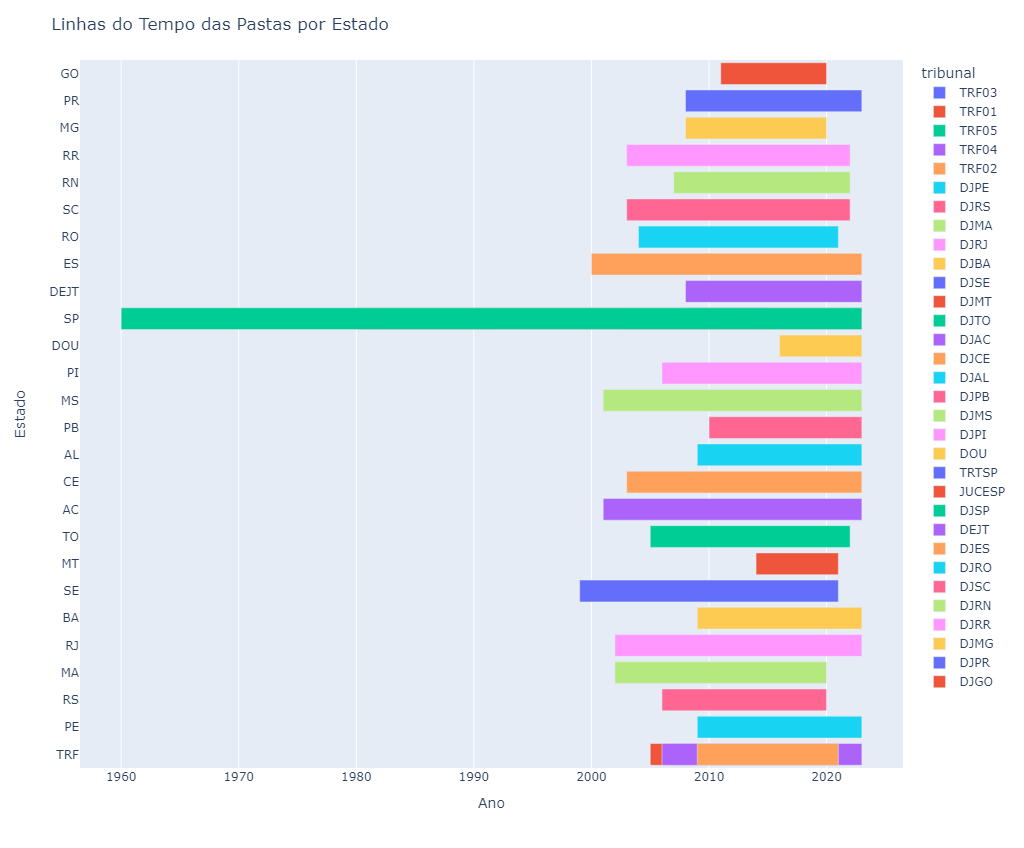 Linhas do Tempo das Pastas por Estado
Estado
GO
PR
MG
RR
RN
SC
RO
ES
DEJT
SP
DOU
PI
MS
PB
AL
CE
AC
TO
MT
SE
BA
RJ
MA
RS
PE
TRF
1960
1970
1980
1990
2000
2010
2020
Ano
tribunal
TRF03
TRF01
TRF05
TRF04
TRF02
DJPE
DJRS
DJMA
DJRJ
DJBA
DJSE
DJMT
DJTO
DJAC
DJCE
DJAL
DJPB
DJMS
DJPI
DOU
TRTSP
JUCESP
DJSP
DEJT
DJES
DJRO
DJSC
DJRN
DJRR
DJMG
DJPR
DJGO